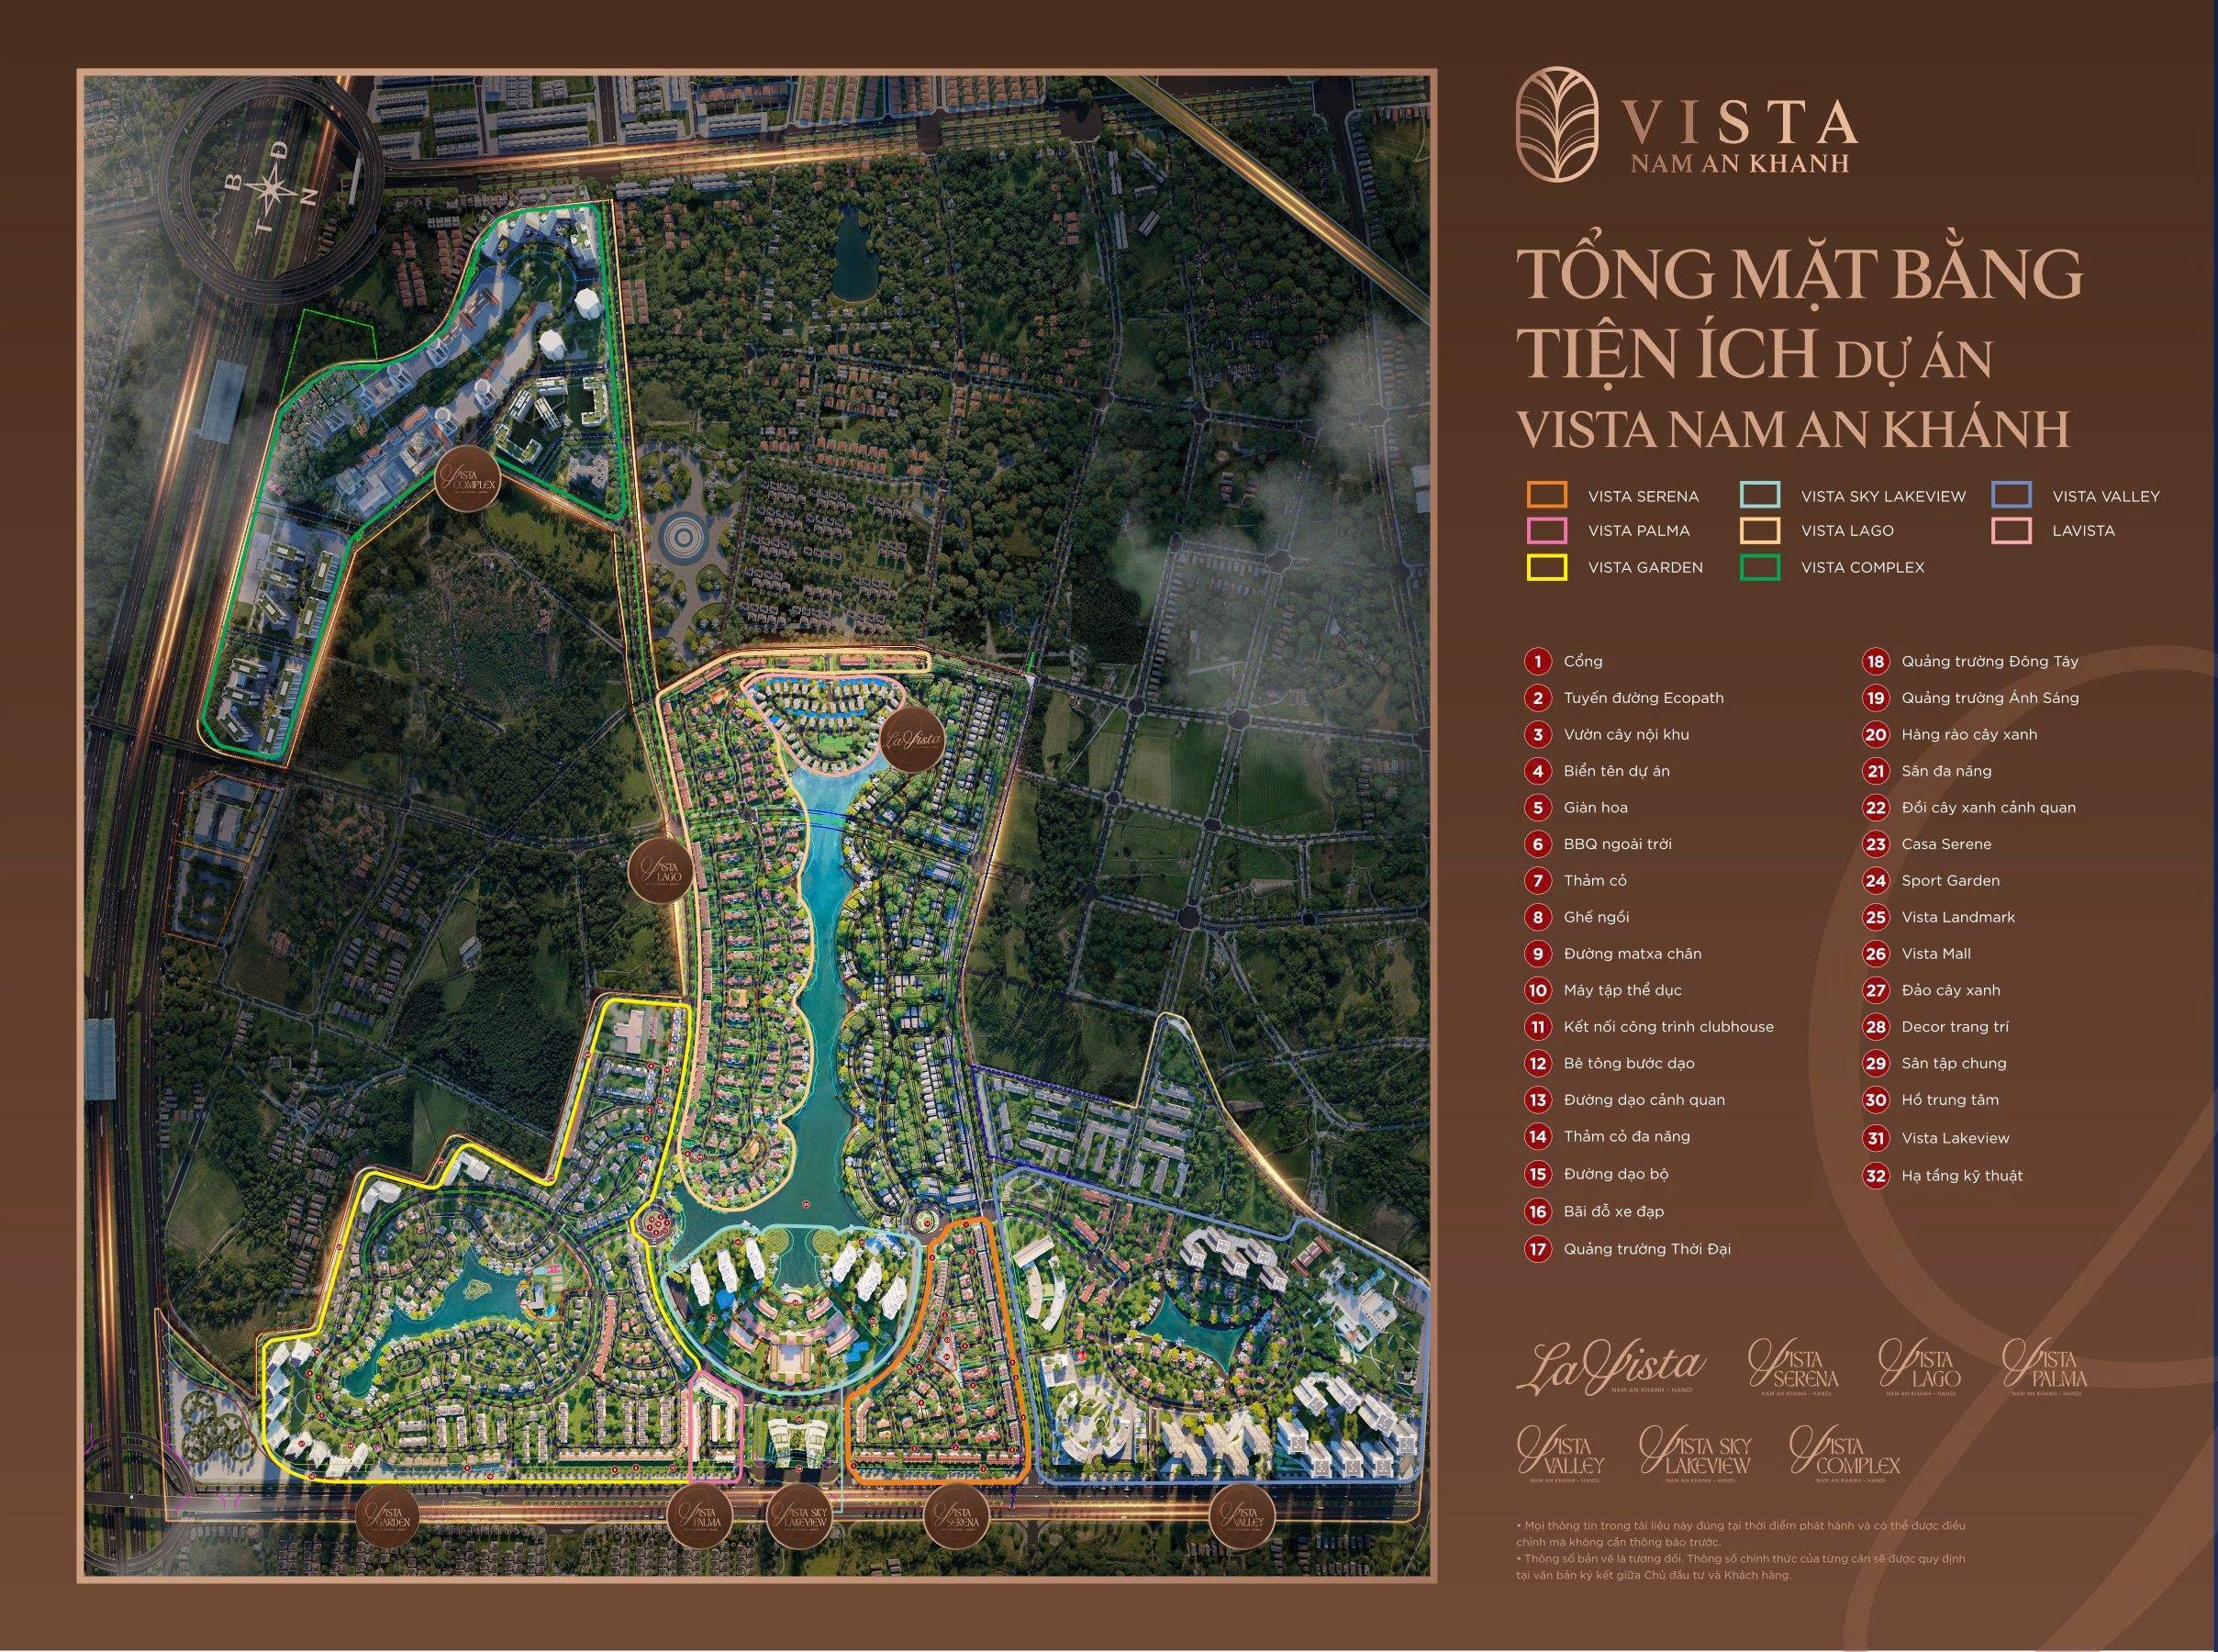 VISTA
NAM AN KHANH
TỔNG MẶT BẰNG
TIỆN ÍCH DỰ ÁN
VISTA NAM AN KHÁNH
VISTA SERENA
VISTA SKY LAKEVIEW
VISTA VALLEY
VISTA PALMA
VISTA LAGO
LAVISTA
VISTA GARDEN
VISTA COMPLEX
1 Cổng
2 Tuyến đường Ecopath
3 Vườn cây nội khu
4 Biển tên dự án
5 Giàn hoa
6 BBQ ngoài trời
7 Thảm cỏ
8 Ghế ngồi
9 Đường matxa chân
10 Máy tập thể dục
11 Kết nối công trình clubhouse
12 Bê tông bước dạo
13 Đường dạo cảnh quan
14 Thảm cỏ đa năng
15 Đường dạo bộ
16 Bãi đỗ xe đạp
17 Quảng trường Thời Đại
18 Quảng trường Đông Tây
19 Quảng trường Ánh Sáng
20 Hàng rào cây xanh
21 Sân đa năng
22 Đồi cây xanh cảnh quan
23 Casa Serene
24 Sport Garden
25 Vista Landmark
26 Vista Mall
27 Đảo cây xanh
28 Decor trang trí
29 Sân tập chung
30 Hồ trung tâm
31 Vista Lakeview
32 Hạ tầng kỹ thuật
LaVista
NAM AN KHANH - HANOI
VISTA
SERENA
NAM AN KHANH - HANOI
VISTA
LAGO
NAM AN KHANH - HANOI
VISTA
PALMA
NAM AN KHANH - HANOI
VISTA
VALLEY
NAM AN KHANH - HANOI
VISTA SKY
LAKEVIEW
NAM AN KHANH - HANOI
VISTA
COMPLEX
NAM AN KHANH - HANOI
• Mọi thông tin trong tài liệu này đúng tại thời điểm phát hành và có thể được điều
chỉnh mà không cần thông báo trước.
• Thông số bản vẽ là tương đối. Thông số chính thức của từng căn sẽ được quy định
tại văn bản ký kết giữa Chủ đầu tư và Khách hàng.
B
Đ
T
N
VISTA
COMPLEX
LaVista
VISTA
LAGO
VISTA
GARDEN
VISTA
PALMA
VISTA SKY
LAKEVIEW
VISTA
SERENA
VISTA
VALLEY